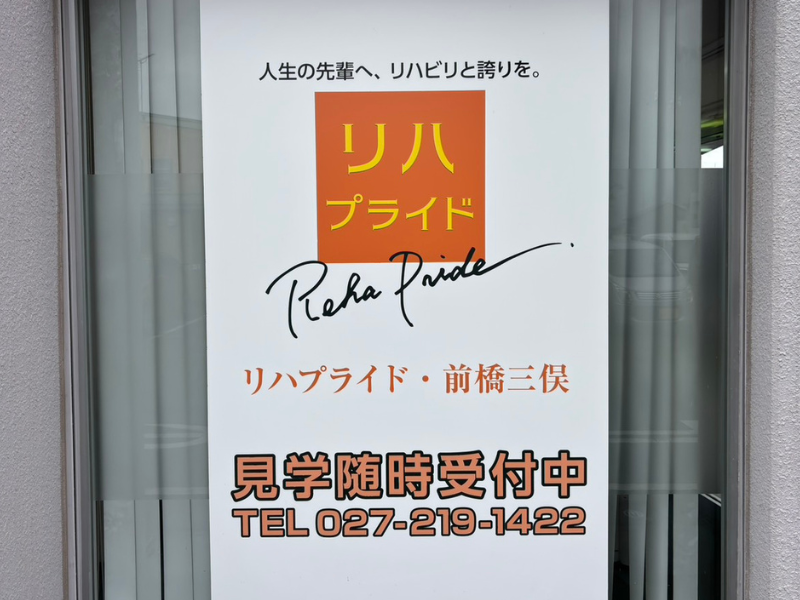 人生の先輩へ、リハビリと誇りを。
リハ
プライド
Reha Pride
リハプライド・前橋三俣
見学随時受付中
TEL 027-219-1422